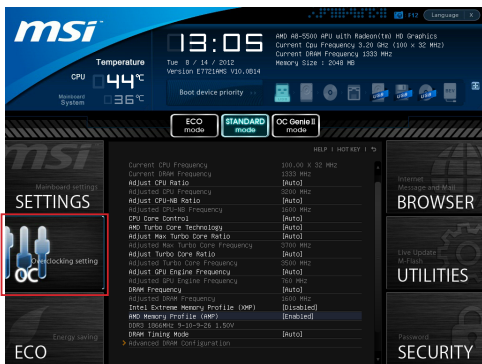 msi
F12
Language
X
13:05
AMD A8-5500 APU with Radeon(tm) HD Graphics
Current Cpu Frequency 3.20 GHz (100 x 32 MHz)
Current DRAM Frequency 1333 MHz
Memory Size : 2048 MB
Temperature
Tue 8 / 14 / 2012
Version E7721AMS V10.0B14
CPU 44°C
Mainboard
System 36°C
Boot device priority
USB
USB
USB
ECO
mode
STANDARD
mode
OC Genie II
mode
HELP | HOTKEY |
msi
Mainboard settings
SETTINGS
Overclocking setting
OC
Energy saving
ECO
Current CPU Frequency 100.00 X 32 MHz
Current DRAM Frequency 1333 MHz
Adjust CPU Ratio [Auto]
Adjusted CPU Frequency 3200 MHz
Adjust CPU-NB Ratio [Auto]
Adjusted CPU-NB Frequency 1600 MHz
CPU Core Control [Auto]
AMD Turbo Core Technology [Auto]
Adjust Max Turbo Core Ratio [Auto]
Adjusted Max Turbo Core Frequency 3700 MHz
Adjust Turbo Core Ratio [Auto]
Adjusted Turbo Core Frequency 3500 MHz
Adjust GPU Engine Frequency [Auto]
Adjusted GPU Engine Frequency 760 MHz
DRAM Frequency [Auto]
Adjusted DRAM Frequency 1600 MHz
Intel Extreme Memory Profile (XMP) [Disabled]
AMD Memory Profile (AMP) [Enabled]
DDR3 1066MHz 9-10-9-26 1.50V
DRAM Timing Mode [Auto]
> Advanced DRAM Configuration
Internet
Message and Mail
BROWSER
Live Update
M-Flash
UTILITIES
Password
SECURITY